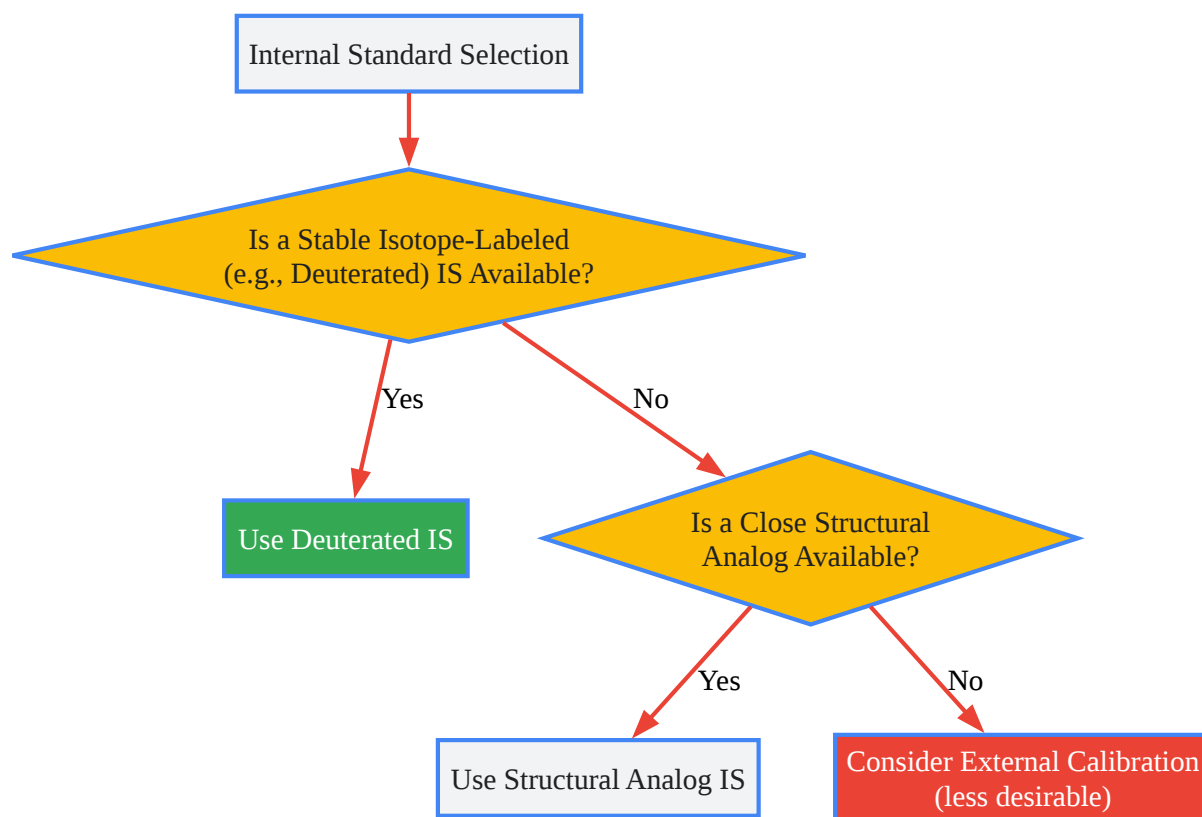 Internal Standard Selection
Is a Stable Isotope-Labeled
(e.g., Deuterated) IS Available?
Yes
No
Use Deuterated IS
Is a Close Structural
Analog Available?
Yes
No
Use Structural Analog IS
Consider External Calibration
(less desirable)